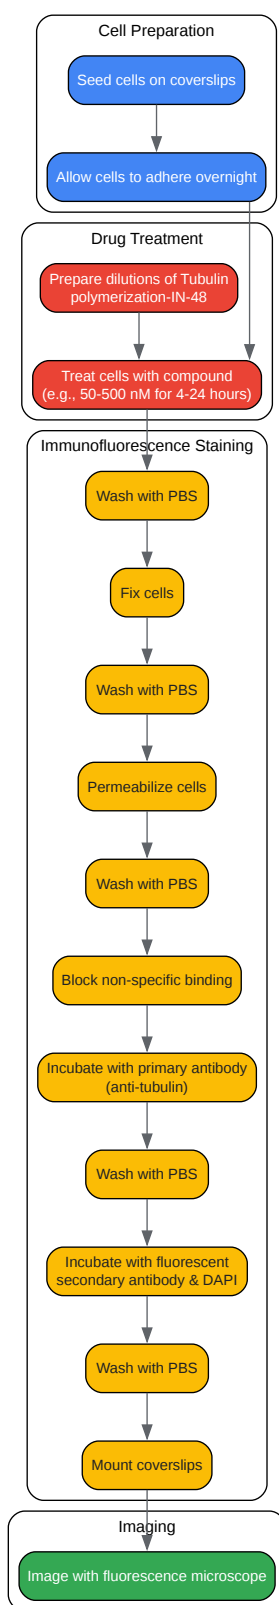 Cell Preparation
Seed cells on coverslips
Allow cells to adhere overnight
Drug Treatment
Prepare dilutions of Tubulin
polymerization-IN-48
Treat cells with compound
(e.g., 50-500 nM for 4-24 hours)
Immunofluorescence Staining
Wash with PBS
Fix cells
Wash with PBS
Permeabilize cells
Wash with PBS
Block non-specific binding
Incubate with primary antibody
(anti-tubulin)
Wash with PBS
Incubate with fluorescent
secondary antibody & DAPI
Wash with PBS
Mount coverslips
Imaging
Image with fluorescence microscope